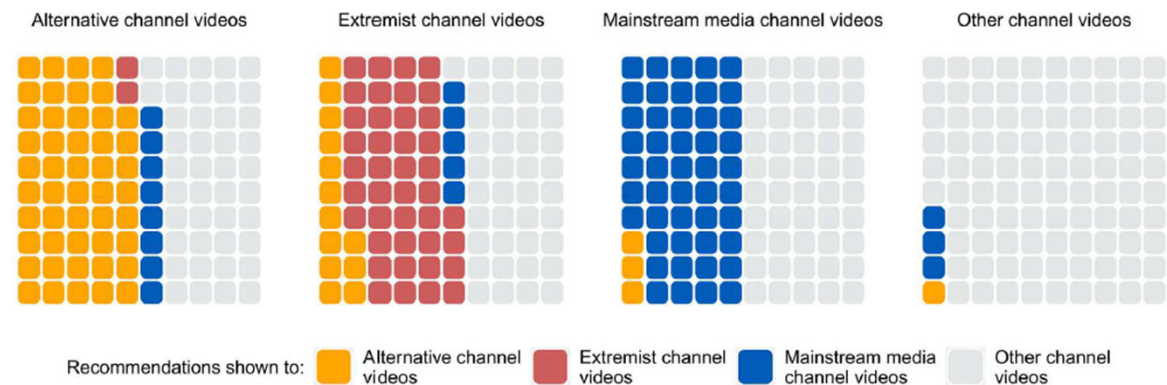 Alternative channel videos
Extremist channel videos
Mainstream media channel videos
Other channel videos
Recommendations shown to:
Alternative channel
videos
Extremist channel
videos
Mainstream media
channel videos
Other channel
videos